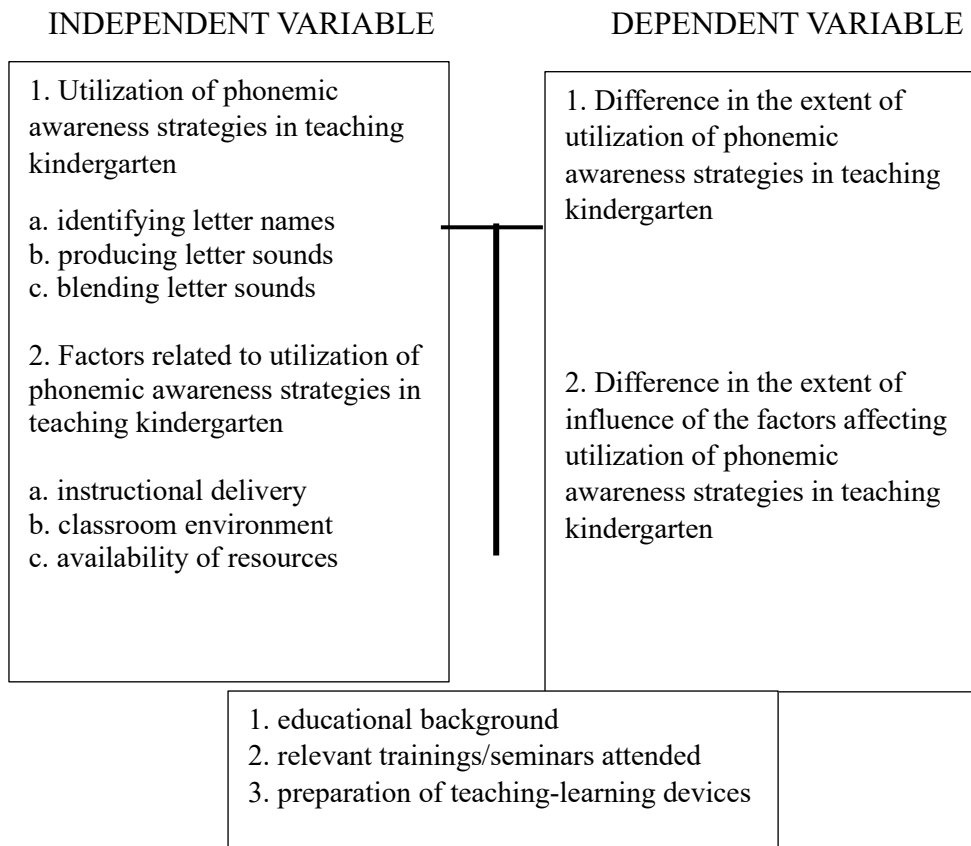 INDEPENDENT VARIABLE
1. Utilization of phonemic
awareness strategies in teaching
kindergarten
a. identifying letter names
b. producing letter sounds
c. blending letter sounds
2. Factors related to utilization of
phonemic awareness strategies in
teaching kindergarten
a. instructional delivery
b. classroom environment
c. availability of resources
DEPENDENT VARIABLE
1. Difference in the extent of
utilization of phonemic
awareness strategies in teaching
kindergarten
2. Difference in the extent of
influence of the factors affecting
utilization of phonemic
awareness strategies in teaching
kindergarten
1. educational background
2. relevant trainings/seminars attended
3. preparation of teaching-learning devices